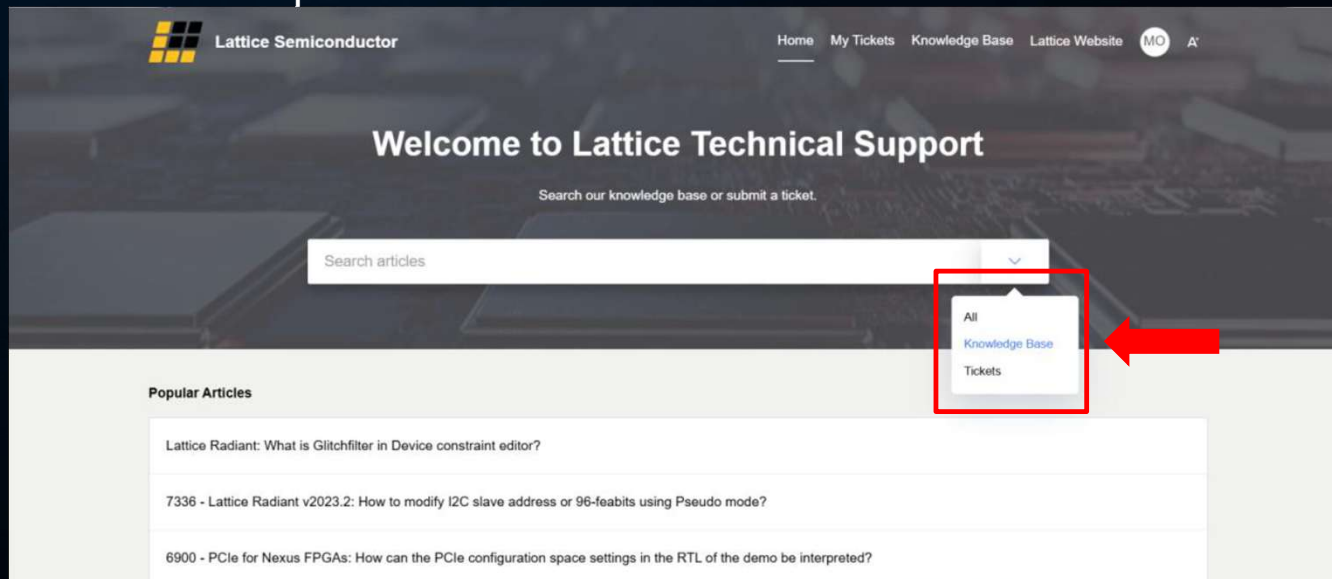 Lattice Semiconductor
Home My Tickets Knowledge Base Lattice Website MO A
Welcome to Lattice Technical Support
Search our knowledge base or submit a ticket.
Search articles
All
Knowledge Base
Tickets
Popular Articles
Lattice Radiant: What is Glitchfilter in Device constraint editor?
7336 - Lattice Radiant v2023.2: How to modify I2C slave address or 96-feabits using Pseudo mode?
6900 - PCIe for Nexus FPGAs: How can the PCIe configuration space settings in the RTL of the demo be interpreted?